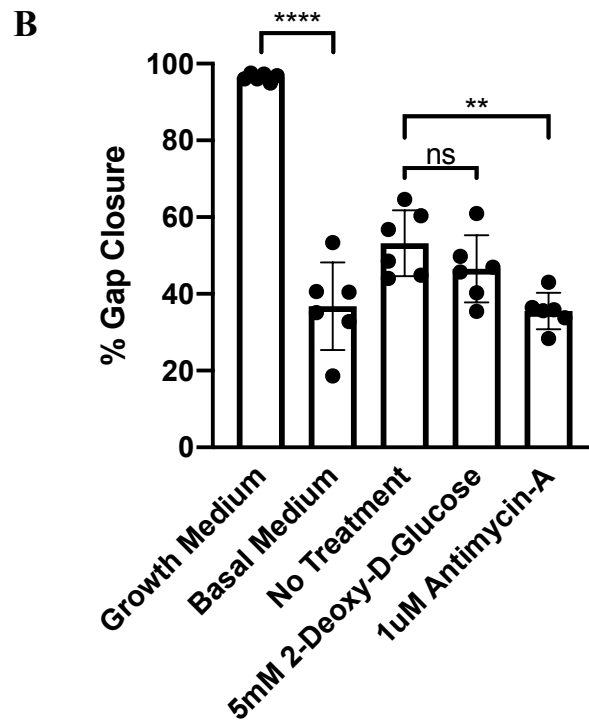 B
****
**
ns
% Gap Closure
100
80
60
40
20
0
Growth Medium
Basal Medium
No Treatment
5mM 2-Deoxy-D-Glucose
1uM Antimycin-A